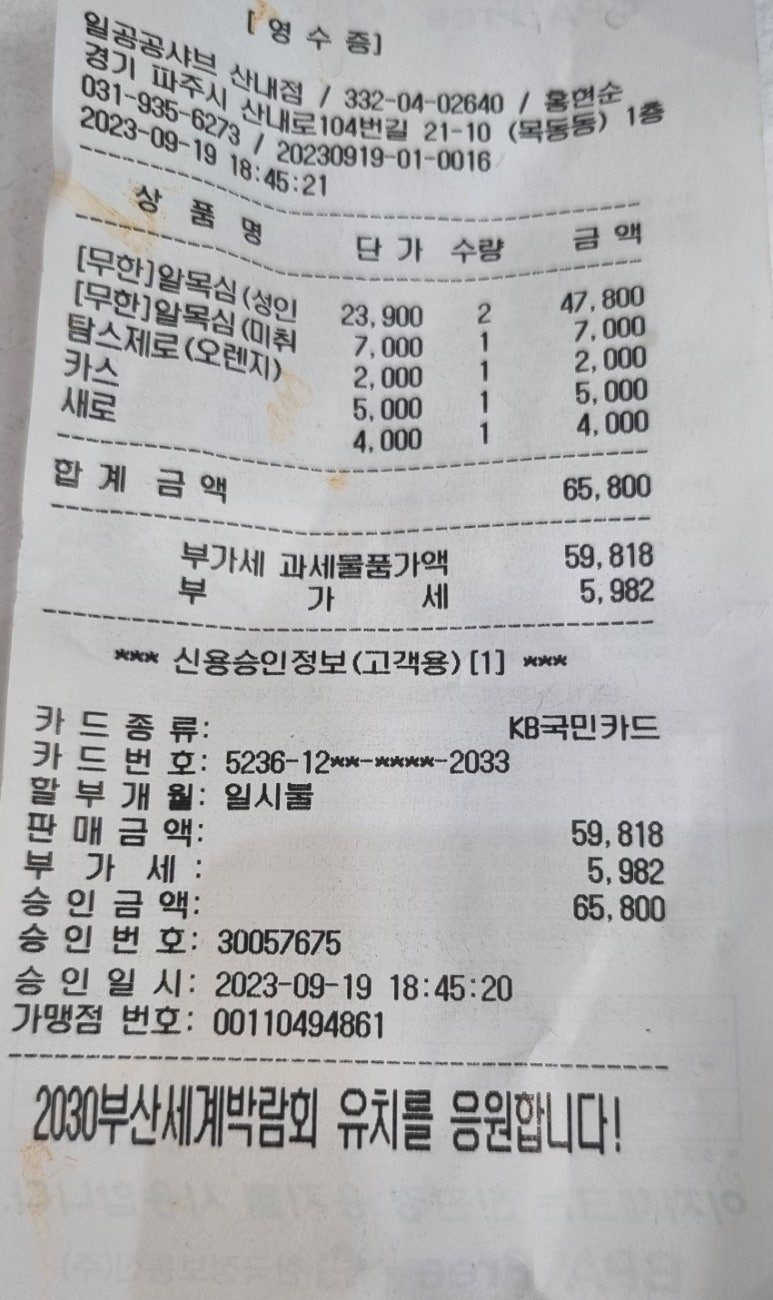 [ 영 수 증]
일공공샤브 산내점 / 332-04-02640 / 홍현순
경기 파주시 산내로104번길 21-10 (목동동) 1층
031-935-6273 / 20230919-01-0016
2023-09-19 18:45:21
상 품 명 단 가 수량 금 액
[무한]알목심(성인 23,900 2 47,800
[무한]알목심(미취 7,000 1 7,000
탐스제로(오렌지) 2,000 1 2,000
카스 5,000 1 5,000
새로 4,000 1 4,000
합 계 금 액 65,800
부가세 과세물품가액 59,818
부 가 세 5,982
*** 신용승인정보(고객용)[1] ***
카 드 종 류: KB국민카드
카 드 번 호: 5236-12**-****-2033
할 부 개 월: 일시불
판 매 금 액: 59,818
부 가 세 : 5,982
승 인 금 액: 65,800
승 인 번 호: 30057675
승 인 일 시: 2023-09-19 18:45:20
가맹점 번호: 00110494861
2030부산세계박람회 유치를 응원합니다!